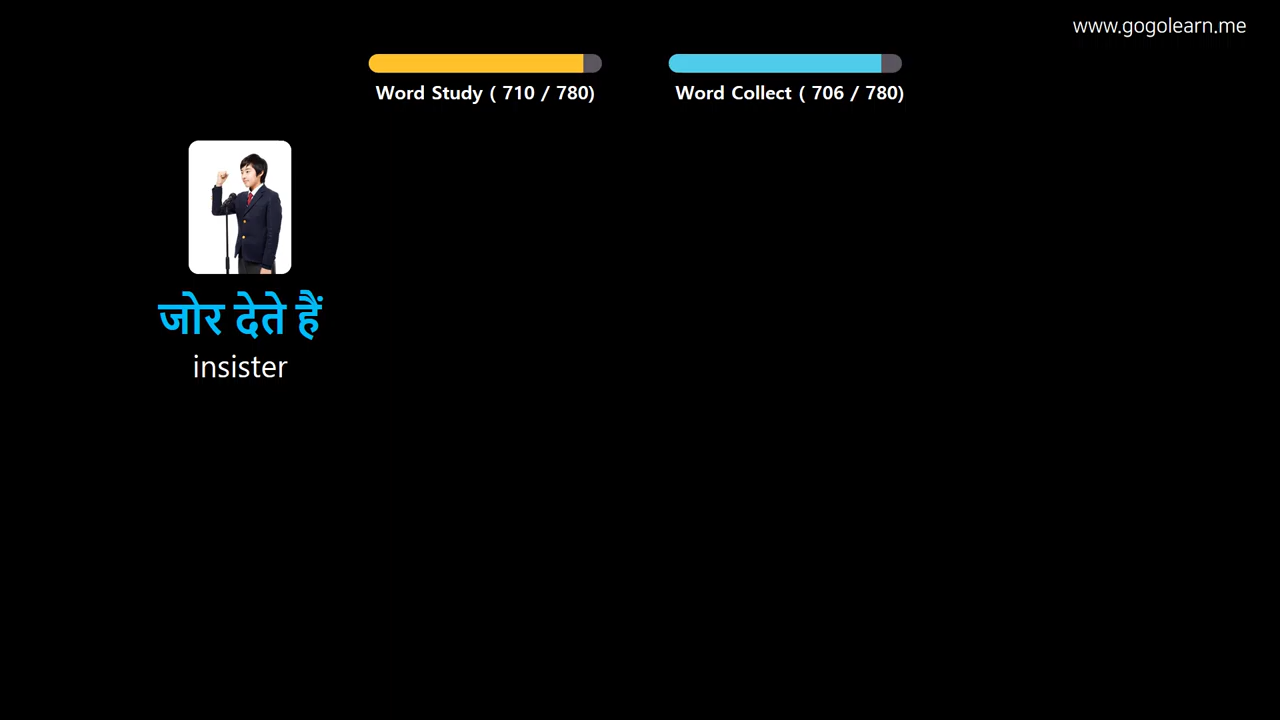 www.gogolearn.me
Word Study ( 710 / 780)
Word Collect ( 706 / 780)
जोर देते हैं
insister